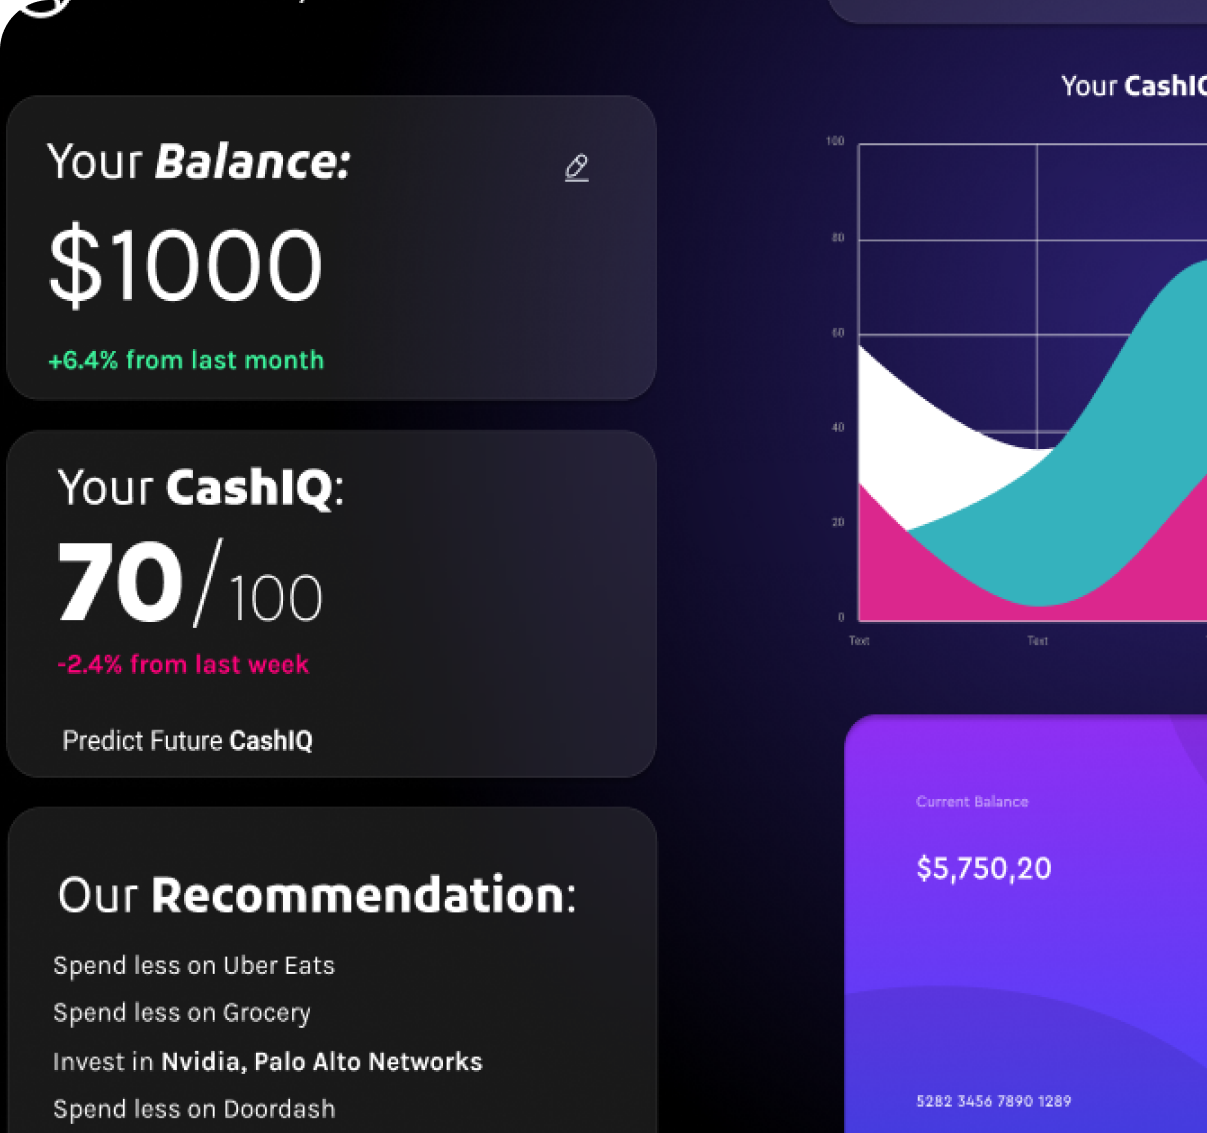 Your Balance:
$1000
+6.4% from last month
Your CashIQ:
70/100
-2.4% from last week
Predict Future CashIQ
Our Recommendation:
Spend less on Uber Eats
Spend less on Grocery
Invest in Nvidia, Palo Alto Networks
Spend less on Doordash
Your CashIQ
100
80
60
40
20
0
Text
Text
Current Balance
$5,750,20
5282 3456 7890 1289